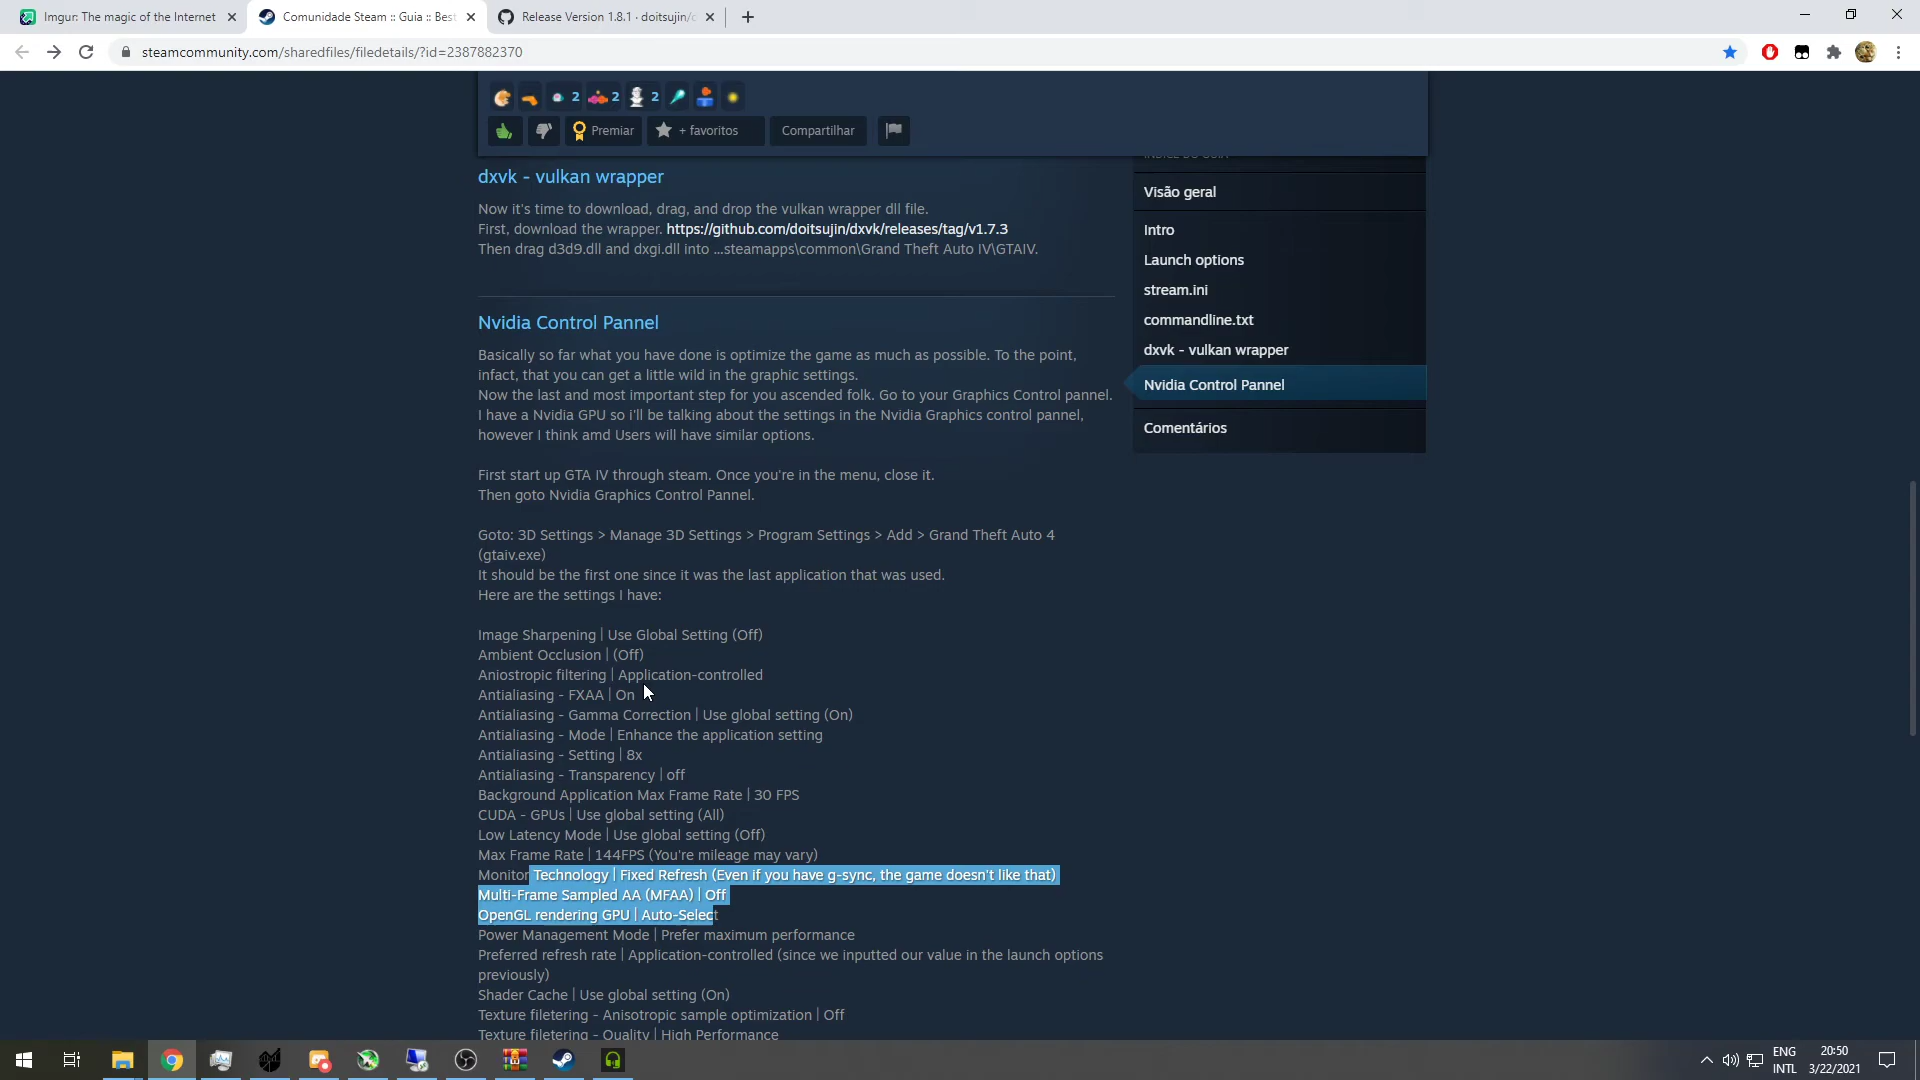 Imgur: The magic of the Internet
Comunidade Steam :: Guia :: Best
Release Version 1.8.1 · doitsujin/d
steamcommunity.com/sharedfiles/filedetails/?id=2387882370
2 2 2
Premiar + favoritos Compartilhar
dxvk - vulkan wrapper
Now it's time to download, drag, and drop the vulkan wrapper dll file.
First, download the wrapper. https://github.com/doitsujin/dxvk/releases/tag/v1.7.3
Then drag d3d9.dll and dxgi.dll into ...steamapps\common\Grand Theft Auto IV\GTAIV.
Nvidia Control Pannel
Basically so far what you have done is optimize the game as much as possible. To the point,
infact, that you can get a little wild in the graphic settings.
Now the last and most important step for you ascended folk. Go to your Graphics Control panel.
I have a Nvidia GPU so i'll be talking about the settings in the Nvidia Graphics control pannel,
however I think amd Users will have similar options.
First start up GTA IV through steam. Once you're in the menu, close it.
Then goto Nvidia Graphics Control Pannel.
Goto: 3D Settings > Manage 3D Settings > Program Settings > Add > Grand Theft Auto 4
(gtaiv.exe)
It should be the first one since it was the last application that was used.
Here are the settings I have:
Image Sharpening | Use Global Setting (Off)
Ambient Occlusion | (Off)
Aniostropic filtering | Application-controlled
Antialiasing - FXAA | On
Antialiasing - Gamma Correction | Use global setting (On)
Antialiasing - Mode | Enhance the application setting
Antialiasing - Setting | 8x
Antialiasing - Transparency | off
Background Application Max Frame Rate | 30 FPS
CUDA - GPUs | Use global setting (All)
Low Latency Mode | Use global setting (Off)
Max Frame Rate | 144FPS (You're mileage may vary)
Monitor Technology | Fixed Refresh (Even if you have g-sync, the game doesn't like that)
Multi-Frame Sampled AA (MFAA) | Off
OpenGL rendering GPU | Auto-Select
Power Management Mode | Prefer maximum performance
Preferred refresh rate | Application-controlled (since we inputted our value in the launch options
previously)
Shader Cache | Use global setting (On)
Texture filetering - Anisotropic sample optimization | Off
Texture filetering - Quality | High Performance
ÍNDICE DO GUIA
Visão geral
Intro
Launch options
stream.ini
commandline.txt
dxvk - vulkan wrapper
Nvidia Control Pannel
Comentários
ENG
INTL
20:50
3/22/2021